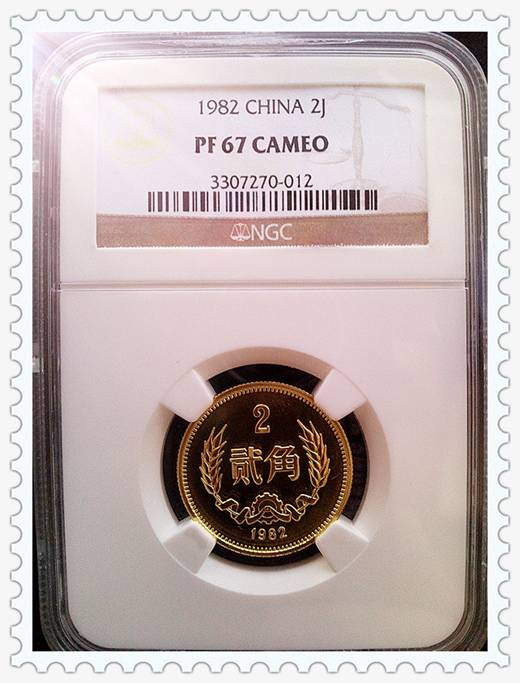 1982 CHINA 2J
PF 67 CAMEO
3307270-012
NGC
2
贰角
1982